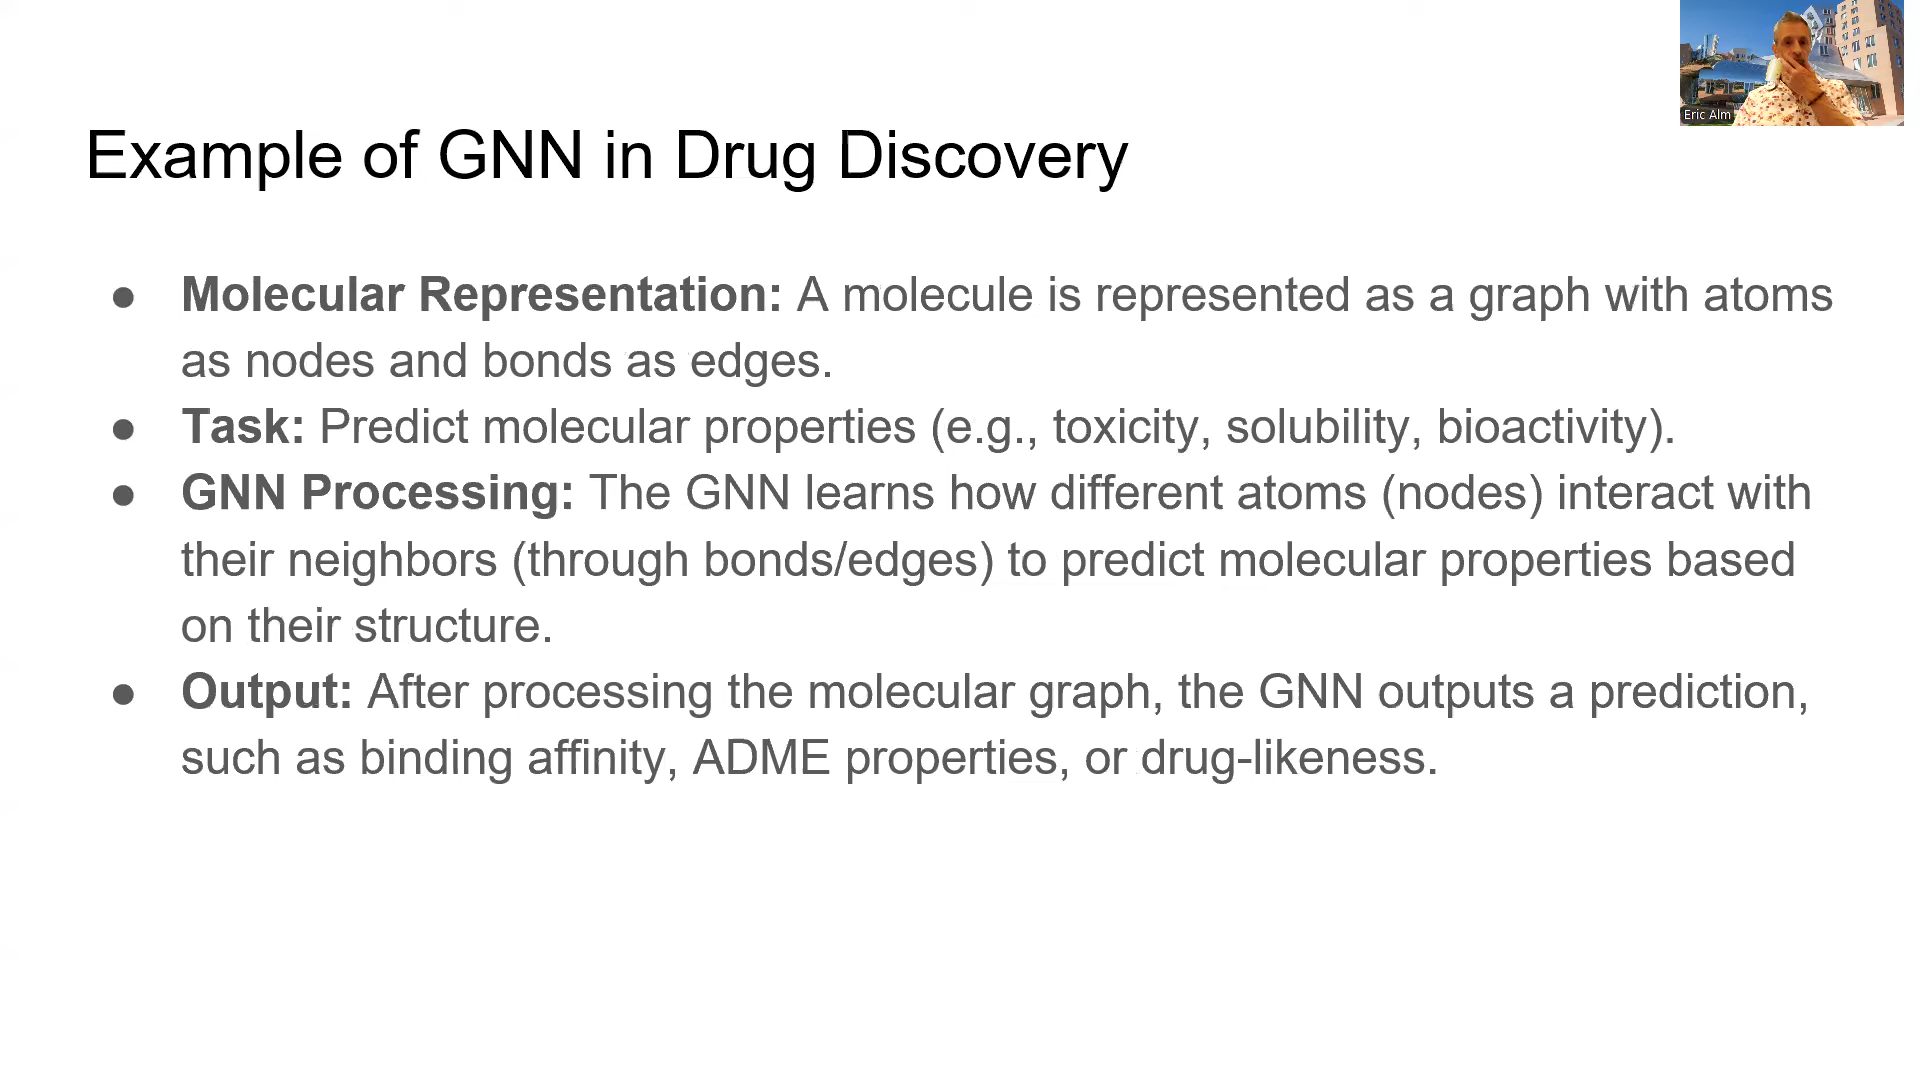 Eric Alm
Example of GNN in Drug Discovery
● Molecular Representation: A molecule is represented as a graph with atoms
as nodes and bonds as edges.
● Task: Predict molecular properties (e.g., toxicity, solubility, bioactivity).
● GNN Processing: The GNN learns how different atoms (nodes) interact with
their neighbors (through bonds/edges) to predict molecular properties based
on their structure.
● Output: After processing the molecular graph, the GNN outputs a prediction,
such as binding affinity, ADME properties, or drug-likeness.